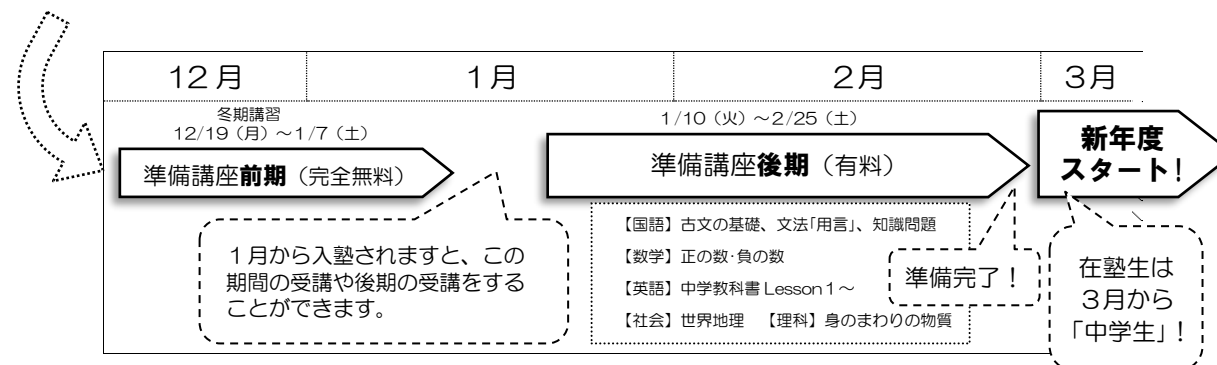 12月
1月
2月
3月
冬期講習
12/19（月）～1/7（土）
準備講座前期（完全無料）
1/10（火）～2/25（土）
準備講座後期（有料）
新年度
スタート！
１月から入塾されますと、この
期間の受講や後期の受講をする
ことができます。
【国語】古文の基礎、文法「用言」、知識問題
【数学】正の数･負の数
【英語】中学教科書 Lesson１～
【社会】世界地理　【理科】身のまわりの物質
準備完了！
在塾生は
３月から
「中学生」！